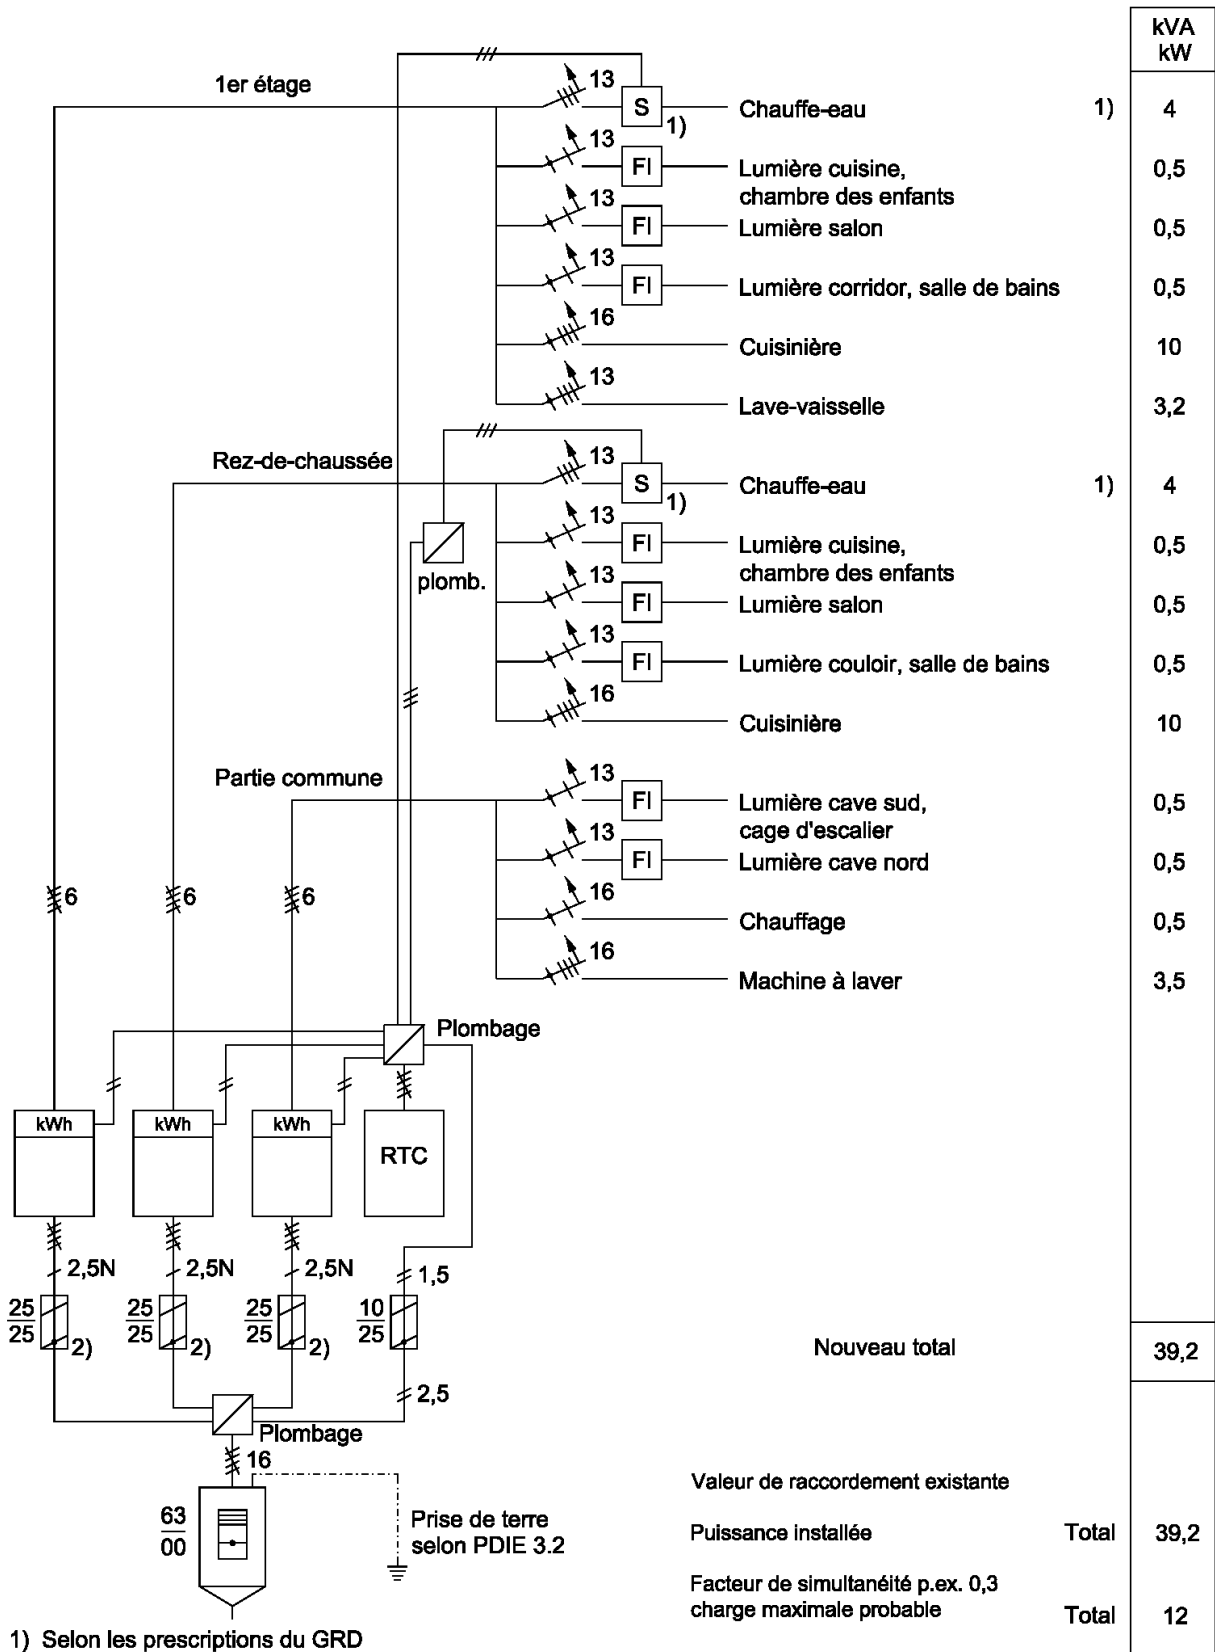 kVA
kW
1er étage
13
S
1)
Chauffe-eau 1) 4
13
FI
Lumière cuisine, 0,5
chambre des enfants
13
FI
Lumière salon 0,5
13
FI
Lumière corridor, salle de bains 0,5
16
Cuisinière 10
13
Lave-vaisselle 3,2
Rez-de-chaussée
13
S
1)
Chauffe-eau 1) 4
plomb.
13
FI
Lumière cuisine, 0,5
chambre des enfants
13
FI
Lumière salon 0,5
13
FI
Lumière couloir, salle de bains 0,5
16
Cuisinière 10
Partie commune
13
FI
Lumière cave sud, 0,5
cage d'escalier
13
FI
Lumière cave nord 0,5
6 6 6
16
Chauffage 0,5
16
Machine à laver 3,5
Plombage
kWh kWh kWh
RTC
2,5N 2,5N 2,5N 1,5
25 25 25 10
25 25 25 25
2) 2) 2)
Nouveau total 39,2
2,5
Plombage
16
Valeur de raccordement existante
63
00
Prise de terre
selon PDIE 3.2
Puissance installée Total 39,2
Facteur de simultanéité p.ex. 0,3
charge maximale probable Total 12
1) Selon les prescriptions du GRD